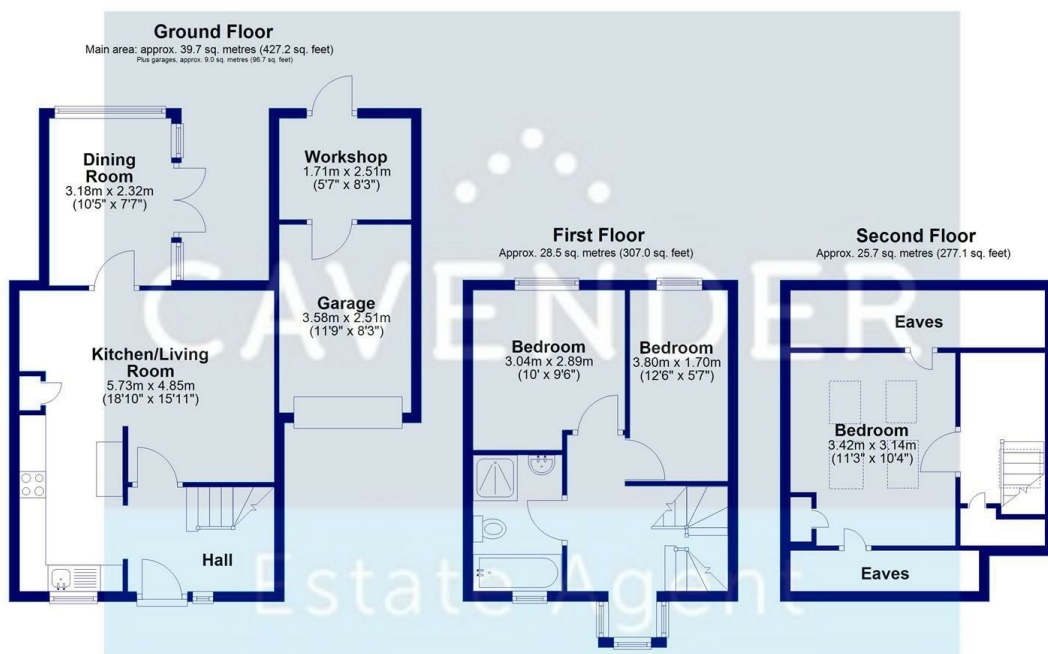 Ground Floor
Main area: approx. 39.7 sq. metres (427.2 sq. feet)
Plus garages, approx. 9.0 sq. metres (96.7 sq. feet)
Dining
Room
3.18m x 2.32m
(10'5" x 7'7")
Workshop
1.71m x 2.51m
(5'7" x 8'3")
Garage
3.58m x 2.51m
(11'9" x 8'3")
Kitchen/Living
Room
5.73m x 4.85m
(18'10" x 15'11")
Hall
First Floor
Approx. 28.5 sq. metres (307.0 sq. feet)
Bedroom
3.04m x 2.89m
(10' x 9'6")
Bedroom
3.80m x 1.70m
(12'6" x 5'7")
Second Floor
Approx. 25.7 sq. metres (277.1 sq. feet)
Eaves
Bedroom
3.42m x 3.14m
(11'3" x 10'4")
Eaves
CAVENDER
Estate Agent